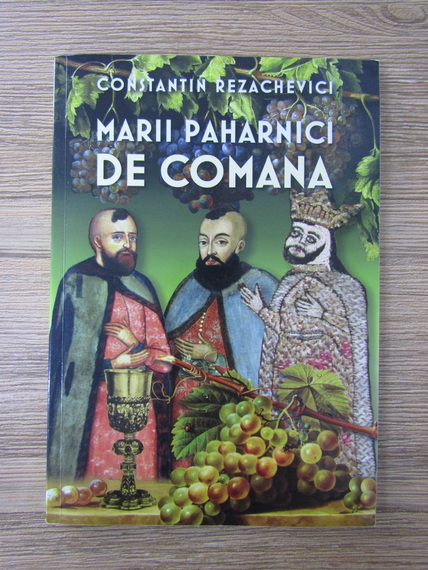 CONSTANTIN REZACHEVICI
MARII PAHARNICI
DE COMANA